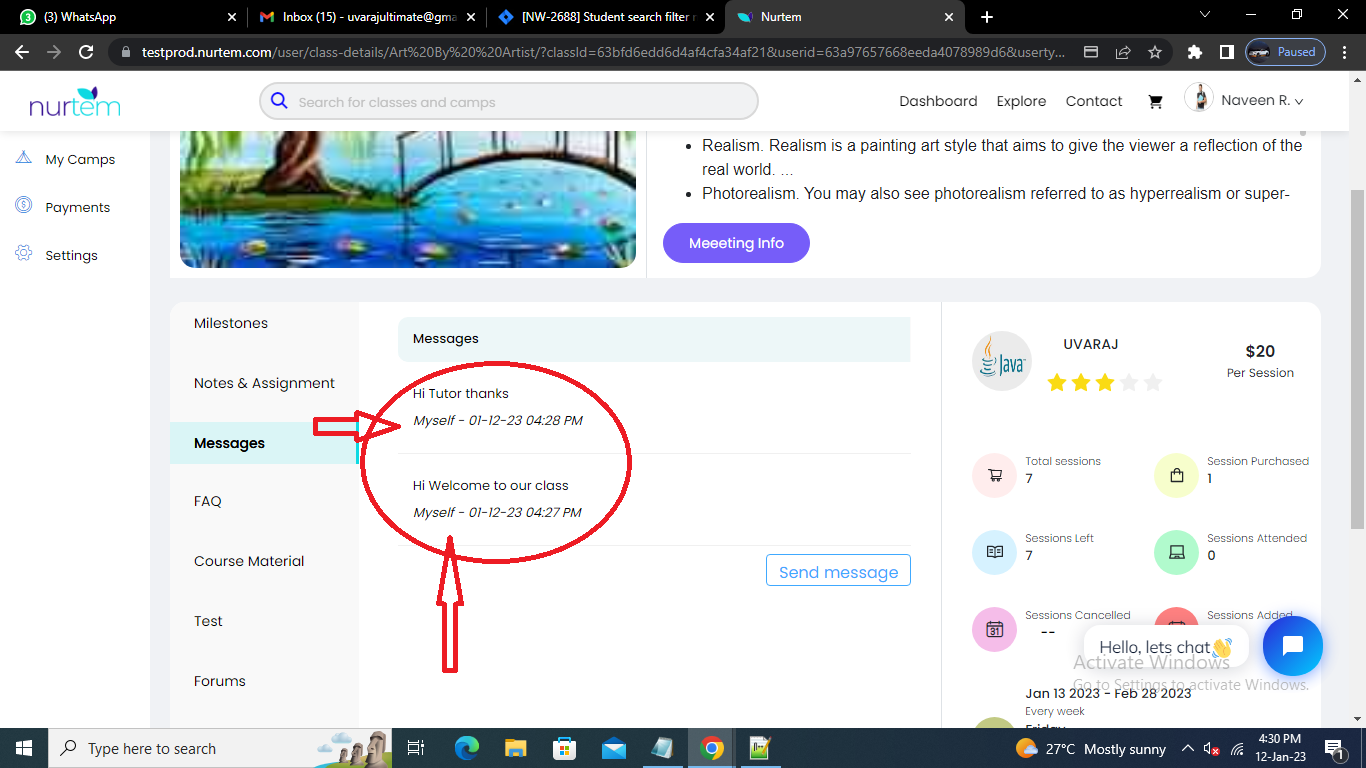 (3) WhatsApp
Inbox (15) - uvarajultimate@gma
[NW-2688] Student search filter n
Nurtem
testprod.nurtem.com/user/class-details/Art%20By%20%20Artist/?classId=63bfd6edd6d4af4cfa34af21&userid=63a97657668eeda4078989d6&userty...
Paused
nurtem
Search for classes and camps
Dashboard
Explore
Contact
Naveen R.
My Camps
Payments
Settings
Realism. Realism is a painting art style that aims to give the viewer a reflection of the
real world. ...
Photorealism. You may also see photorealism referred to as hyperrealism or super-
Meeeting Info
Milestones
Notes & Assignment
Messages
FAQ
Course Material
Test
Forums
Messages
Hi Tutor thanks
Myself - 01-12-23 04:28 PM
Hi Welcome to our class
Myself - 01-12-23 04:27 PM
Send message
Java
UVARAJ
$20
Per Session
Total sessions
7
Session Purchased
1
Sessions Left
7
Sessions Attended
0
Sessions Cancelled
--
Sessions Added
31
Hello, lets chat👋
Activate Windows
Go to Settings to activate Windows.
Jan 13 2023 - Feb 28 2023
Every week
Friday
Type here to search
27°C Mostly sunny
4:30 PM
12-Jan-23
1